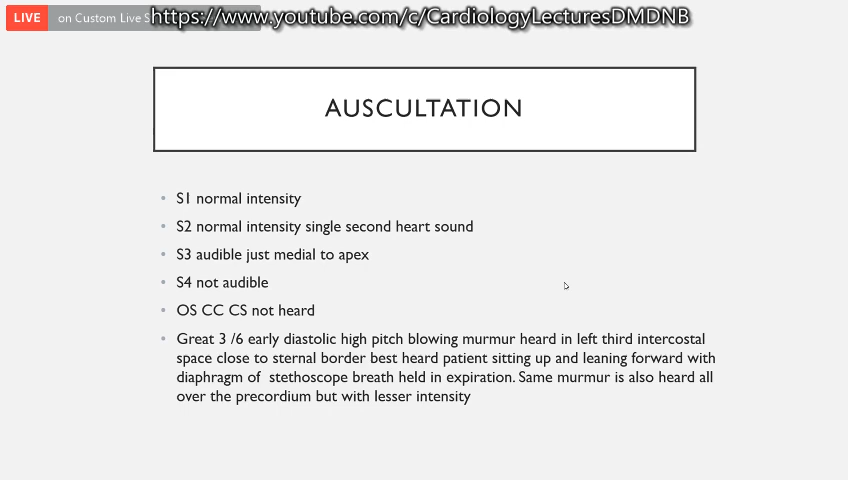 LIVE on Custom Live S
https://www.youtube.com/c/CardiologyLecturesDMDNB
AUSCULTATION
• S1 normal intensity
• S2 normal intensity single second heart sound
• S3 audible just medial to apex
• S4 not audible
• OS CC CS not heard
• Great 3 /6 early diastolic high pitch blowing murmur heard in left third intercostal
space close to sternal border best heard patient sitting up and leaning forward with
diaphragm of stethoscope breath held in expiration. Same murmur is also heard all
over the precordium but with lesser intensity